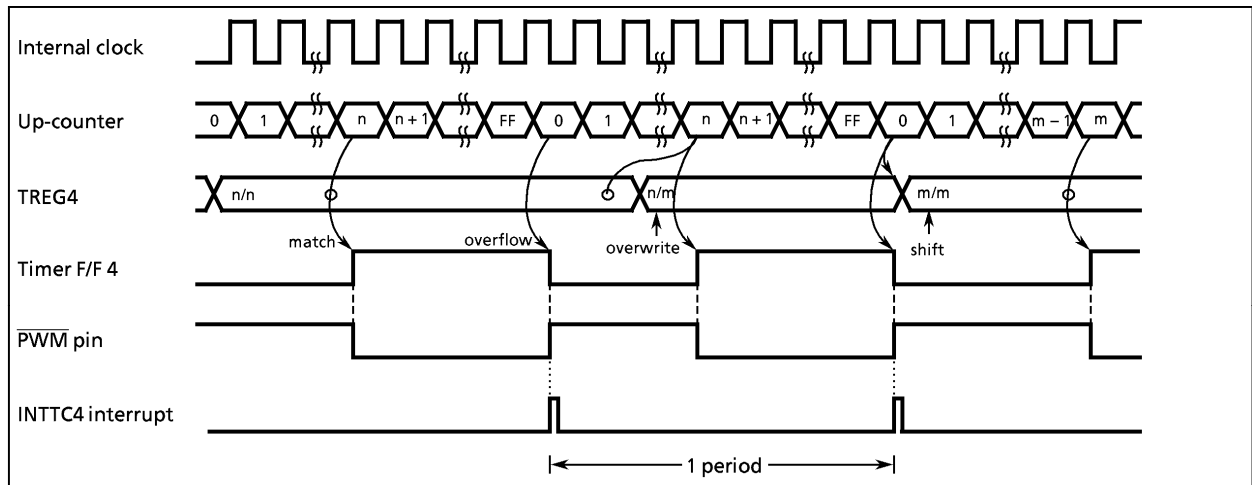 Internal clock
Up-counter
0 1 n n + 1 FF 0 1 n n + 1 FF 0 1 m − 1 m
TREG4
n/n n/m m/m
match overflow overwrite shift
Timer F/F 4
PWM pin
INTTC4 interrupt
1 period